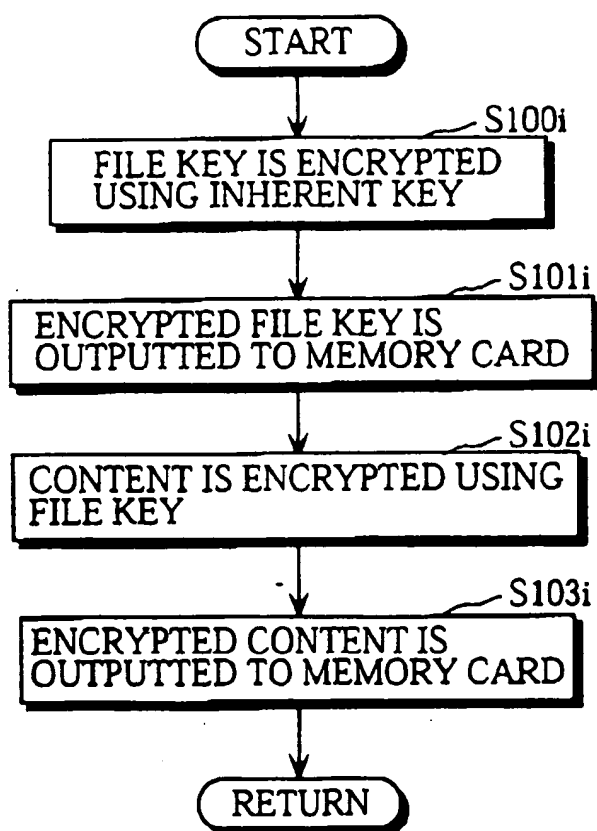 START
S100i
FILE KEY IS ENCRYPTED
USING INHERENT KEY
S101i
ENCRYPTED FILE KEY IS
OUTPUTTED TO MEMORY CARD
S102i
CONTENT IS ENCRYPTED USING
FILE KEY
S103i
ENCRYPTED CONTENT IS
OUTPUTTED TO MEMORY CARD
RETURN